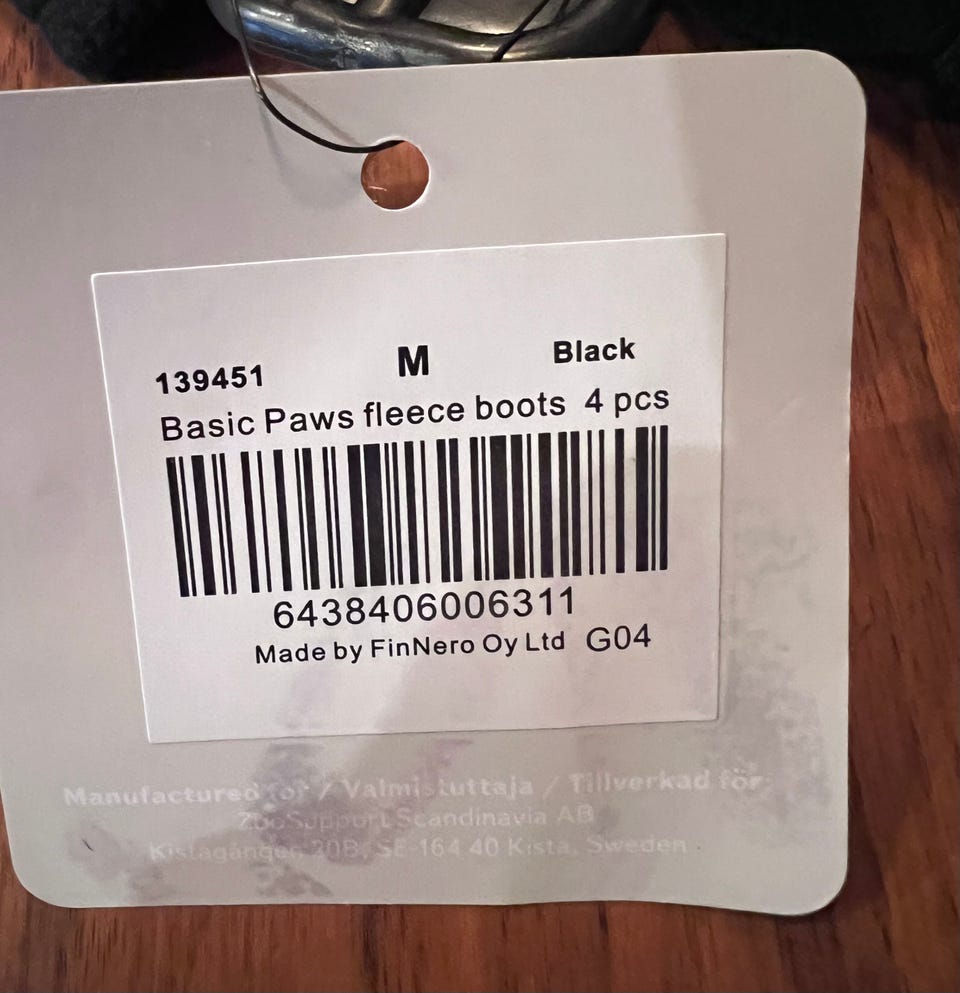 139451 M Black
Basic Paws fleece boots 4 pcs
6438406006311
Made by FinNero Oy Ltd G04
Manufactured for / Valmistuttaja / Tillverkad för
ZooSupport Scandinavia AB
Kistagången 20B, SE-164 40 Kista, Sweden